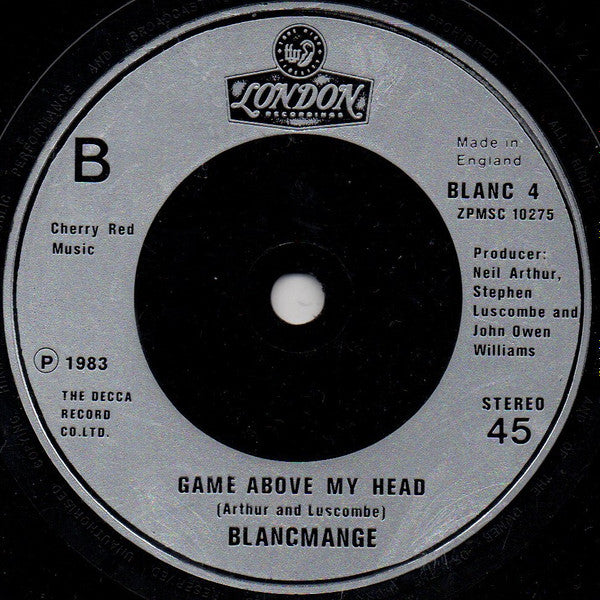 LONDON
RECORDINGS
B
Made in
England
BLANC 4
ZPMSC 10275
Cherry Red
Music
Producer:
Neil Arthur,
Stephen
Luscombe and
John Owen
Williams
Ⓟ 1983
THE DECCA
RECORD
CO.LTD.
STEREO
45
GAME ABOVE MY HEAD
(Arthur and Luscombe)
BLANCMANGE